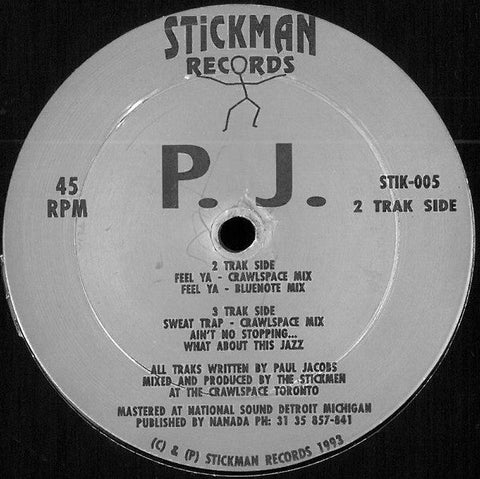 STiCKMAN
RECORDS
P. J.
45
RPM
STIK-005
2 TRAK SIDE
2 TRAK SIDE
FEEL YA - CRAWLSPACE MIX
FEEL YA - BLUENOTE MIX
3 TRAK SIDE
SWEAT TRAP - CRAWLSPACE MIX
AIN'T NO STOPPING...
WHAT ABOUT THIS JAZZ
ALL TRAKS WRITTEN BY PAUL JACOBS
MIXED AND PRODUCED BY THE STICKMEN
AT THE CRAWLSPACE TORONTO
MASTERED AT NATIONAL SOUND DETROIT MICHIGAN
PUBLISHED BY NANADA PH: 31 35 857-841
(C) & (P) STICKMAN RECORDS 1993